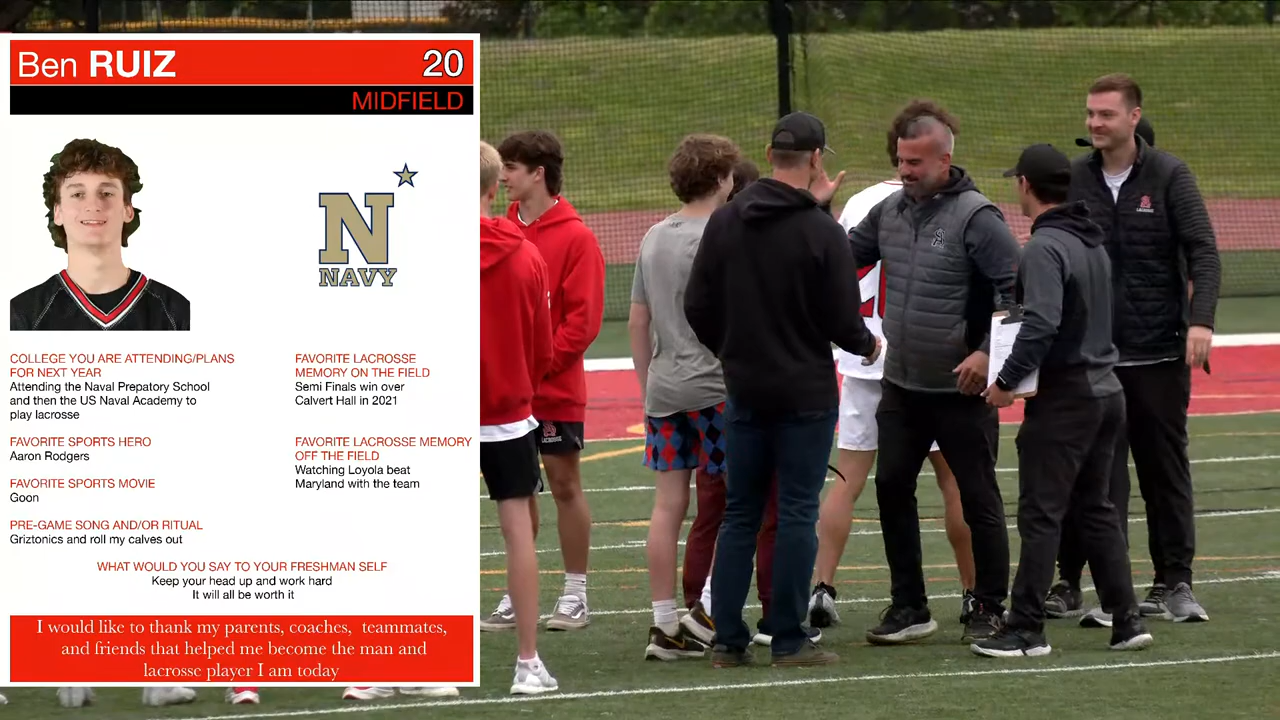 Ben RUIZ 20
MIDFIELD
N
NAVY
COLLEGE YOU ARE ATTENDING/PLANS
FOR NEXT YEAR
Attending the Naval Prepatory School
and then the US Naval Academy to
play lacrosse
FAVORITE SPORTS HERO
Aaron Rodgers
FAVORITE SPORTS MOVIE
Goon
PRE-GAME SONG AND/OR RITUAL
Griztonics and roll my calves out
FAVORITE LACROSSE
MEMORY ON THE FIELD
Semi Finals win over
Calvert Hall in 2021
FAVORITE LACROSSE MEMORY
OFF THE FIELD
Watching Loyola beat
Maryland with the team
WHAT WOULD YOU SAY TO YOUR FRESHMAN SELF
Keep your head up and work hard
It will all be worth it
I would like to thank my parents, coaches, teammates,
and friends that helped me become the man and
lacrosse player I am today
LACROSSE
LACROSSE